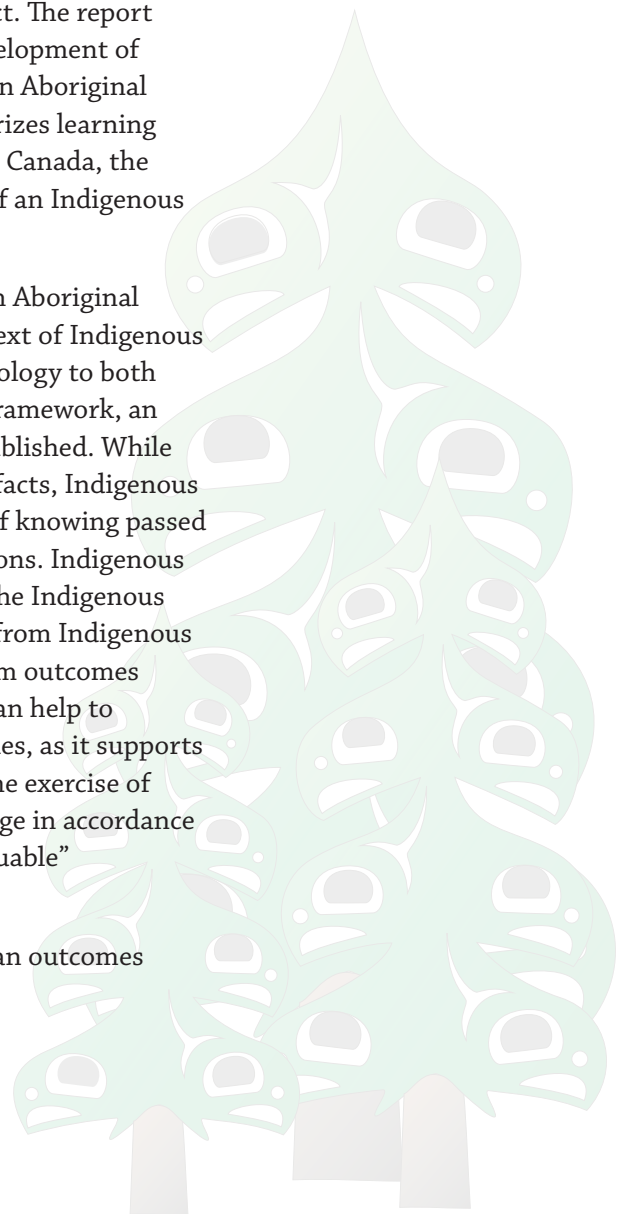 ct. The report
elopment of
n Aboriginal
rizes learning
Canada, the
f an Indigenous
n Aboriginal
ext of Indigenous
ology to both
ramework, an
blished. While
facts, Indigenous
f knowing passed
ons. Indigenous
he Indigenous
from Indigenous
m outcomes
an help to
es, as it supports
he exercise of
ge in accordance
uable”
an outcomes